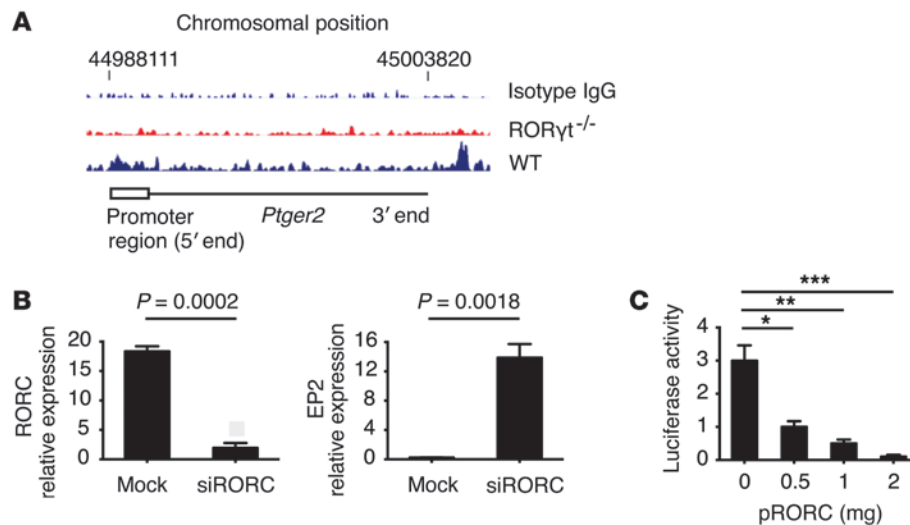 A
Chromosomal position
44988111 45003820
Isotype IgG
RORγt-/-
WT
Promoter region (5′ end)
Ptger2
3′ end
B
P = 0.0002
RORC
relative expression
20
15
10
5
0
Mock siRORC
P = 0.0018
EP2
relative expression
16
12
8
4
0
Mock siRORC
C
***
**
*
Luciferase activity
4
3
2
1
0
0 0.5 1 2
pRORC (mg)